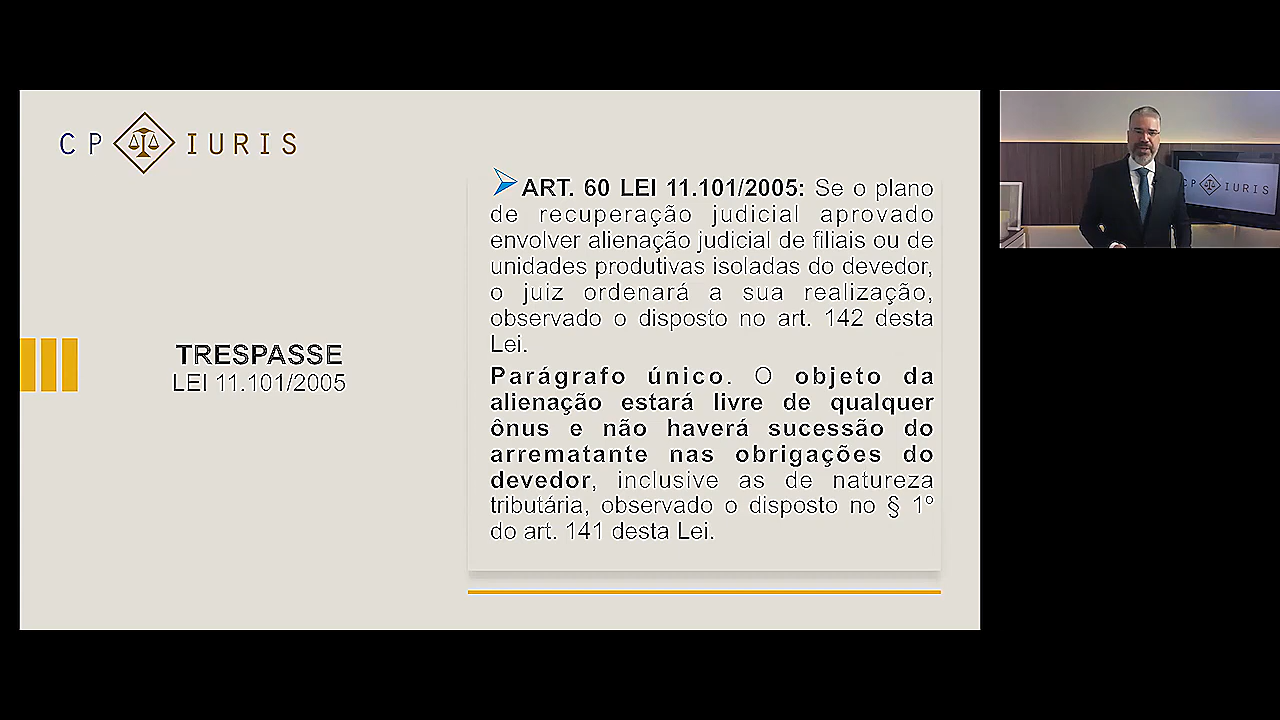 CP IURIS
ART. 60 LEI 11.101/2005: Se o plano
de recuperação judicial aprovado
envolver alienação judicial de filiais ou de
unidades produtivas isoladas do devedor,
o juiz ordenará a sua realização,
observado o disposto no art. 142 desta
Lei.
Parágrafo único. O objeto da
alienação estará livre de qualquer
ônus e não haverá sucessão do
arrematante nas obrigações do
devedor, inclusive as de natureza
tributária, observado o disposto no § 1º
do art. 141 desta Lei.
TRESPASSE
LEI 11.101/2005
CP IURIS